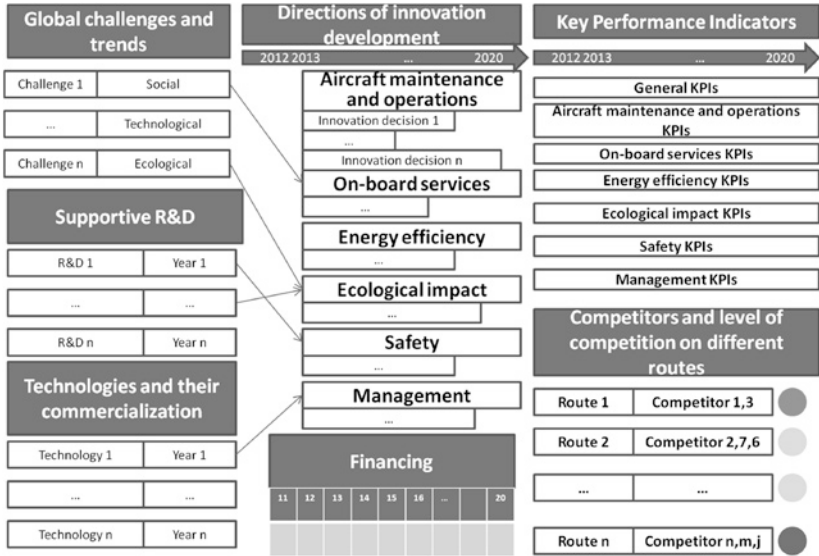 Global challenges and
trends
Challenge 1 Social
... Technological
Challenge n Ecological
Supportive R&D
R&D 1 Year 1
... ...
R&D n Year n
Technologies and their
commercialization
Technology 1 Year 1
... ...
Technology n Year n
Directions of innovation
development
2012 2013 ... 2020
Aircraft maintenance
and operations
Innovation decision 1
...
Innovation decision n
On-board services
...
Energy efficiency
...
Ecological impact
...
Safety
...
Management
...
Financing
11 12 13 14 15 16 ... 20
Key Performance Indicators
2012 2013 ... 2020
General KPIs
Aircraft maintenance and operations
KPIs
On-board services KPIs
Energy efficiency KPIs
Ecological impact KPIs
Safety KPIs
Management KPIs
Competitors and level of
competition on different
routes
Route 1 Competitor 1,3
Route 2 Competitor 2,7,6
... ...
Route n Competitor n,m,j